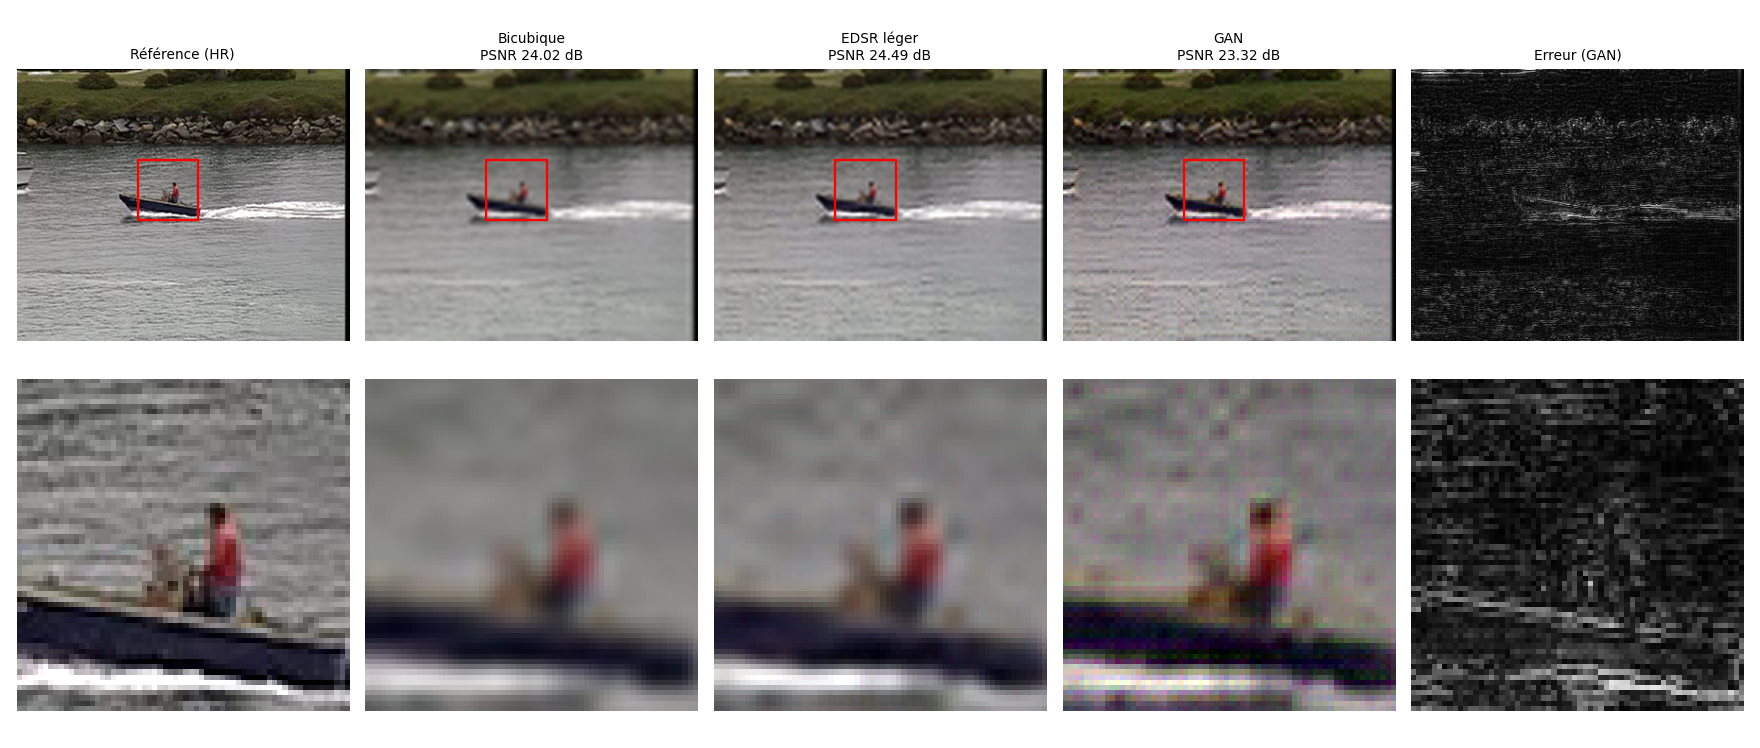 Référence (HR)
Bicubique
PSNR 24.02 dB
EDSR léger
PSNR 24.49 dB
GAN
PSNR 23.32 dB
Erreur (GAN)